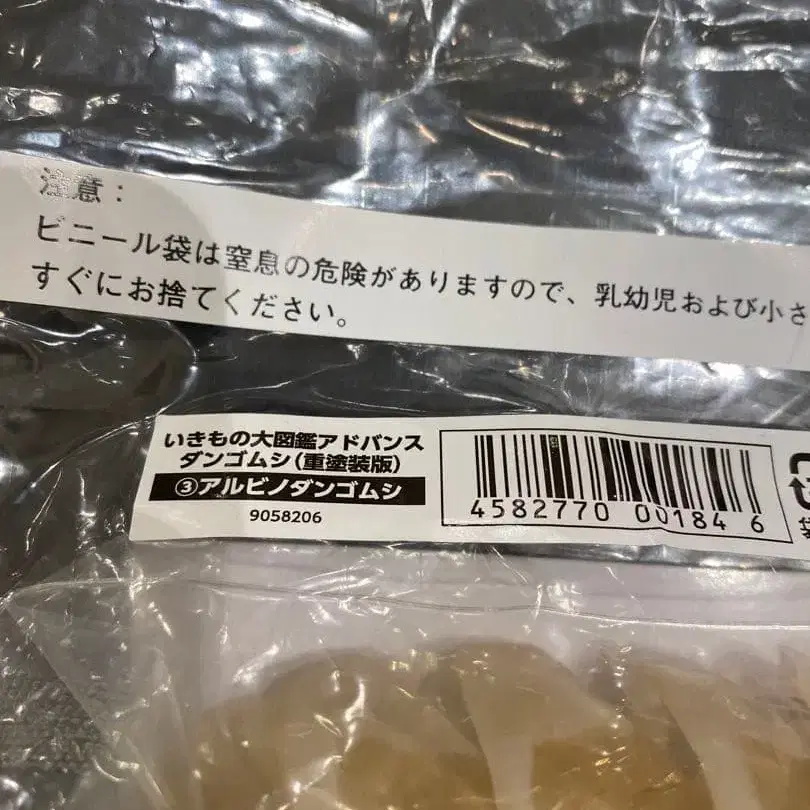 注意：
ビニール袋は窒息の危険がありますので、乳幼児および小さ
すぐにお捨てください。
いきもの大図鑑アドバンス
ダンゴムシ（重塗装版）
③アルビノダンゴムシ
9058206
4582770 001846
袋